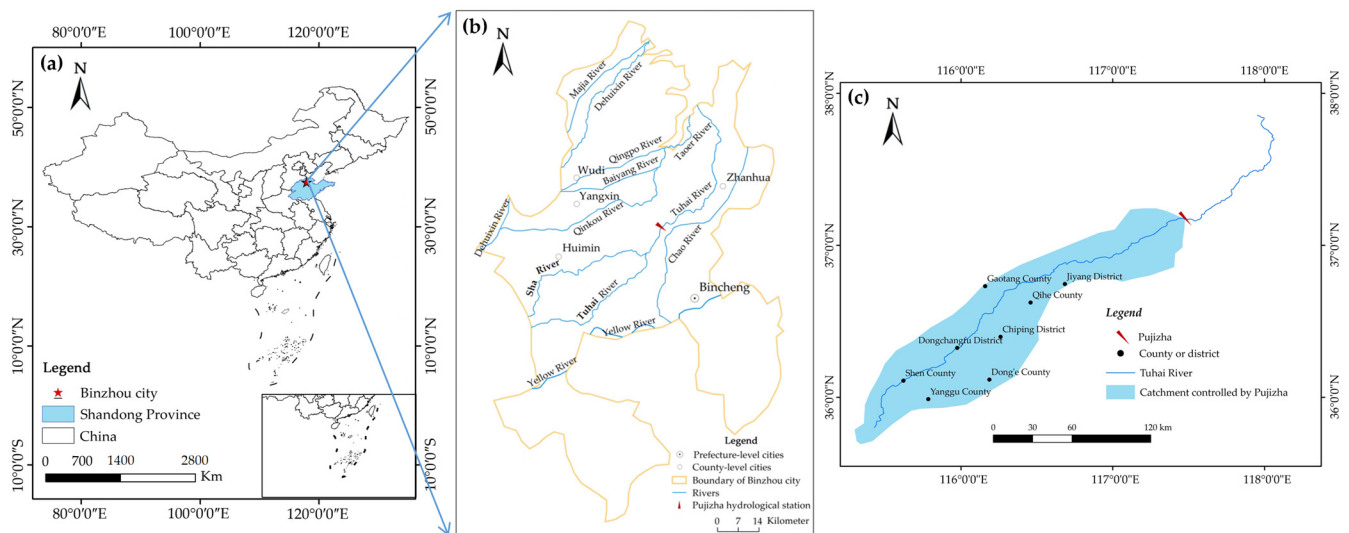 80°0'0"E 100°0'0"E 120°0'0"E
(a)
N
50°0'0"N
30°0'0"N
10°0'0"N
10°0'0"S
50°0'0"N
30°0'0"N
10°0'0"N
10°0'0"S
Legend
Binzhou city
Shandong Province
China
0 700 1400 2800
Km
80°0'0"E 100°0'0"E 120°0'0"E
(b)
N
Majia River
Dehuixin River
Qingpo River
Taoer River
Wudi
Baiyang River
Zhanhua
Yangxin
Tuhai River
Dehuixin River
Qinkou River
Chao River
Huimin
Sha River
Tuhai River
Bincheng
Yellow River
Yellow River
Legend
Prefecture-level cities
County-level cities
Boundary of Binzhou city
Rivers
Pujizha hydrological station
0 7 14 Kilometer
116°0'0"E 117°0'0"E 118°0'0"E
(c)
N
38°0'0"N
37°0'0"N
36°0'0"N
38°0'0"N
37°0'0"N
36°0'0"N
Gaotang County
Jiyang District
Qihe County
Chiping District
Dongchangfu District
Shen County
Dong'e County
Yanggu County
Legend
Pujizha
County or district
Tuhai River
Catchment controlled by Pujizha
0 30 60 120 km
116°0'0"E 117°0'0"E 118°0'0"E